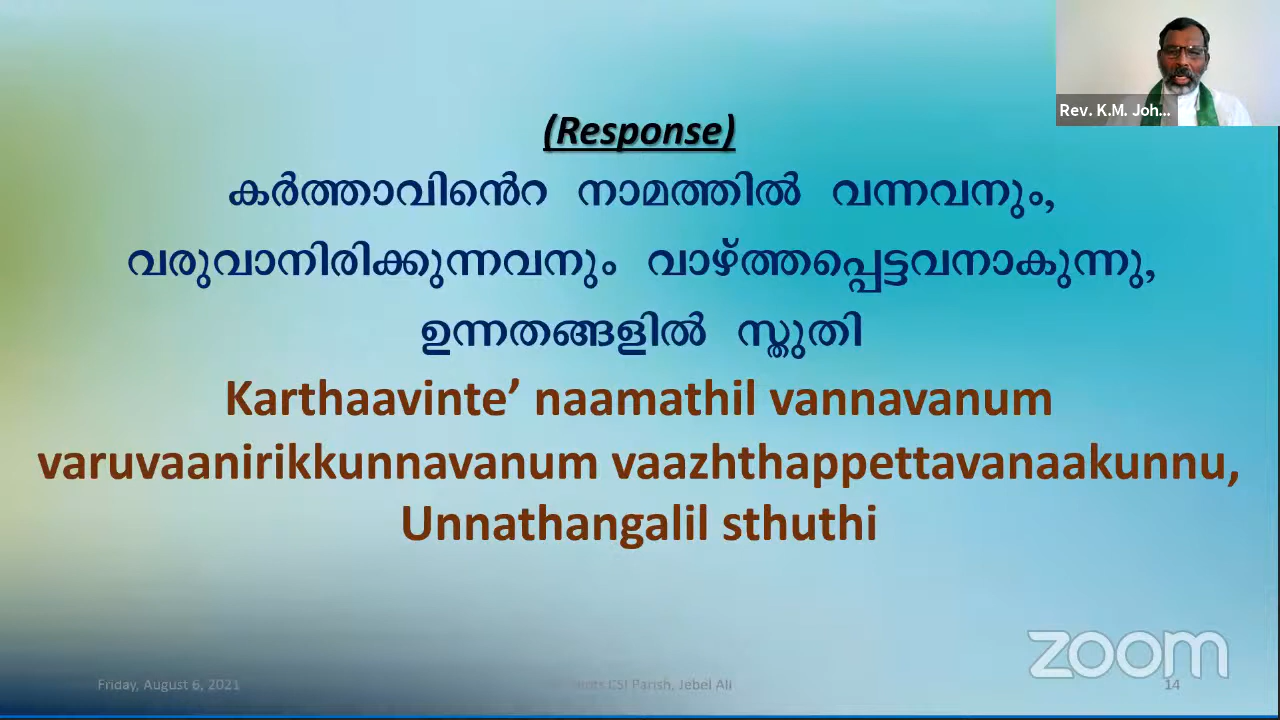 Rev. K.M. Joh...
(Response)
കർത്താവിൻെറ നാമത്തിൽ വന്നവനും,
വരുവാനിരിക്കുന്നവനും വാഴ്ത്തപ്പെട്ടവനാകുന്നു,
ഉന്നതങ്ങളിൽ സ്തുതി
Karthaavinte’ naamathil vannavanum
varuvaanirikkunnavanum vaazhthappettavanaakunnu,
Unnathangalil sthuthi
zoom
Friday, August 6, 2021 CSI Parish, Jebel Ali 14